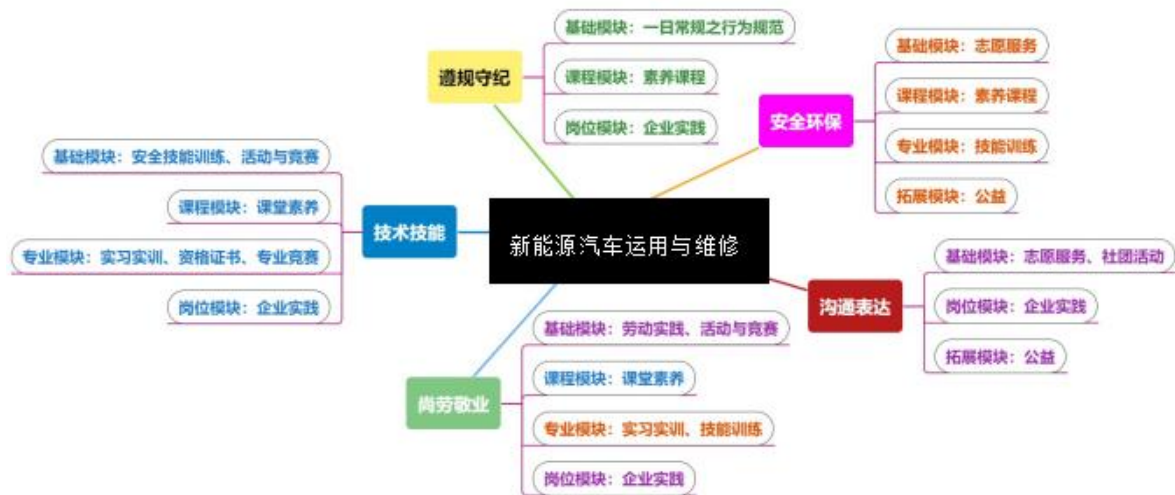 新能源汽车运用与维修
遵规守纪
基础模块：一日常规之行为规范
课程模块：素养课程
岗位模块：企业实践
安全环保
基础模块：志愿服务
课程模块：素养课程
专业模块：技能训练
拓展模块：公益
技术技能
基础模块：安全技能训练、活动与竞赛
课程模块：课堂素养
专业模块：实习实训、资格证书、专业竞赛
岗位模块：企业实践
沟通表达
基础模块：志愿服务、社团活动
岗位模块：企业实践
拓展模块：公益
尚劳敬业
基础模块：劳动实践、活动与竞赛
课程模块：课堂素养
专业模块：实习实训、技能训练
岗位模块：企业实践